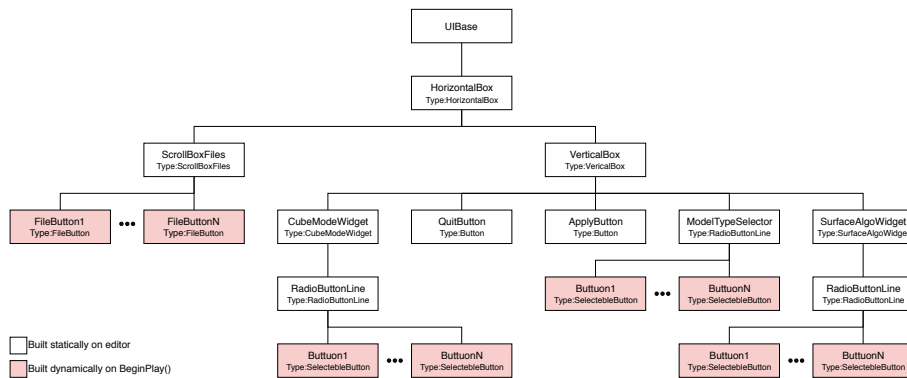 UIBase
HorizontalBox
Type:HorizontalBox
ScrollBoxFiles
Type:ScrollBoxFiles
VerticalBox
Type:VericalBox
FileButton1
Type:FileButton
FileButtonN
Type:FileButton
CubeModeWidget
Type:CubeModeWidget
QuitButton
Type:Button
ApplyButton
Type:Button
ModelTypeSelector
Type:RadioButtonLine
SurfaceAlgoWidget
Type:SurfaceAlgoWidget
RadioButtonLine
Type:RadioButtonLine
Buttuon1
Type:SelectebleButton
ButtuonN
Type:SelectebleButton
RadioButtonLine
Type:RadioButtonLine
Buttuon1
Type:SelectebleButton
ButtuonN
Type:SelectebleButton
Buttuon1
Type:SelectebleButton
ButtuonN
Type:SelectebleButton
Built statically on editor
Built dynamically on BeginPlay()